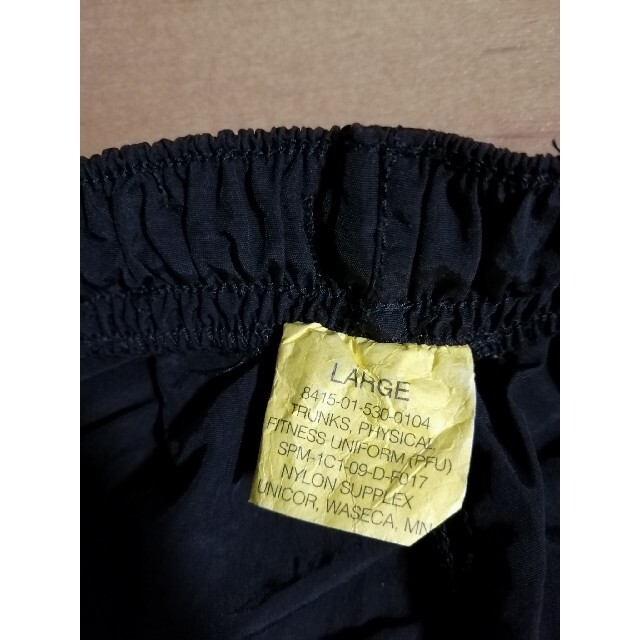 LARGE
8415-01-530-0104
TRUNKS, PHYSICAL
FITNESS UNIFORM (PFU)
SPM-1C1-09-D-F017
NYLON SUPPLEX
UNICOR, WASECA, MN